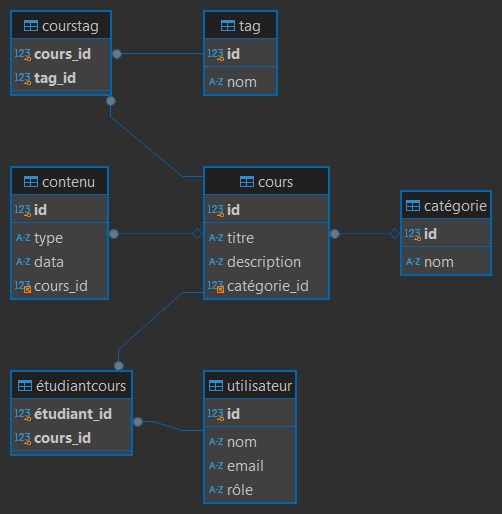 courstag
123 cours_id
123 tag_id
tag
123 id
A-Z nom
contenu
123 id
A-Z type
A-Z data
123 cours_id
cours
123 id
A-Z titre
A-Z description
123 catégorie_id
catégorie
123 id
A-Z nom
étudiantcours
123 étudiant_id
123 cours_id
utilisateur
123 id
A-Z nom
A-Z email
A-Z rôle